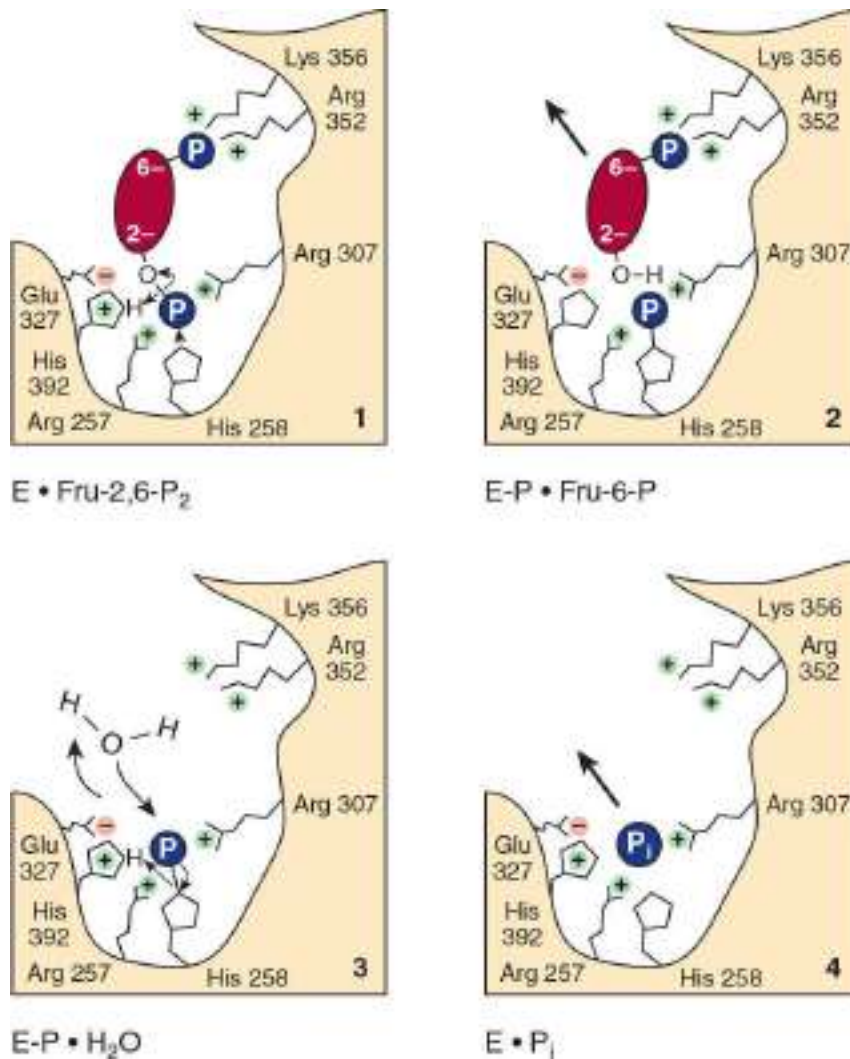 Lys 356
Arg
352
+
P
+
6–
2–
O
Arg 307
–
+
Glu
327
+
H
P
+
His
392
Arg 257
His 258
1
E • Fru-2,6-P2
Lys 356
Arg
352
P
+
6–
2–
O–H
Arg 307
–
+
Glu
327
P
+
His
392
Arg 257
His 258
2
E-P • Fru-6-P
Lys 356
Arg
352
+
+
H
H
O
Arg 307
–
+
Glu
327
+
H
P
+
His
392
Arg 257
His 258
3
E-P • H2O
Lys 356
Arg
352
+
+
Arg 307
–
+
Glu
327
+
Pi
+
His
392
Arg 257
His 258
4
E • Pi